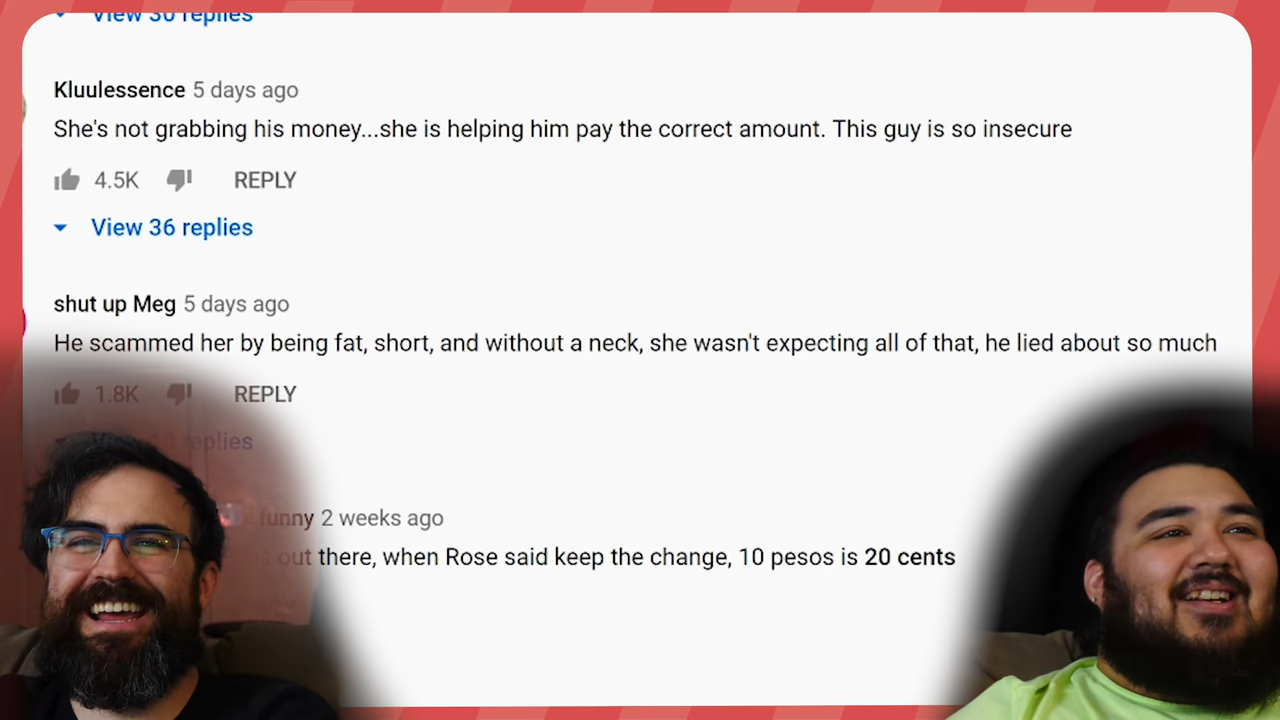 View 30 replies
Kluulessence 5 days ago
She's not grabbing his money...she is helping him pay the correct amount. This guy is so insecure
4.5K REPLY
View 36 replies
shut up Meg 5 days ago
He scammed her by being fat, short, and without a neck, she wasn't expecting all of that, he lied about so much
1.8K REPLY
replies
funny 2 weeks ago
out there, when Rose said keep the change, 10 pesos is 20 cents